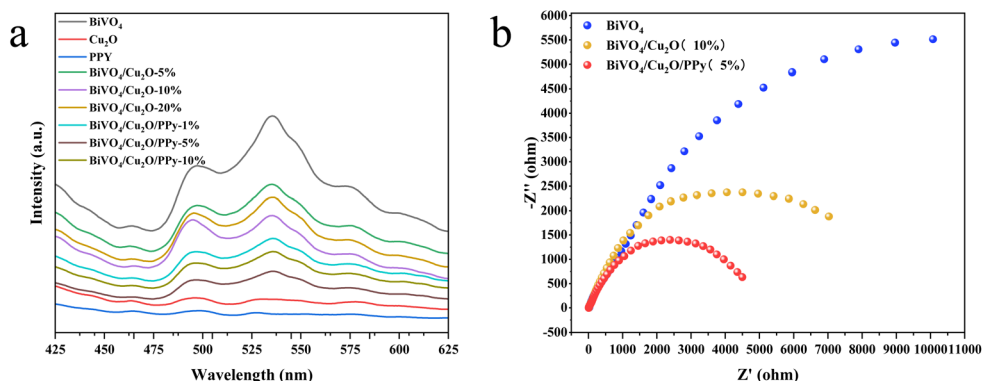 a
BiVO₄
Cu₂O
PPY
BiVO₄/Cu₂O-5%
BiVO₄/Cu₂O-10%
BiVO₄/Cu₂O-20%
BiVO₄/Cu₂O/PPy-1%
BiVO₄/Cu₂O/PPy-5%
BiVO₄/Cu₂O/PPy-10%
Intensity (a.u.)
425 450 475 500 525 550 575 600 625
Wavelength (nm)
b
BiVO₄
BiVO₄/Cu₂O( 10%)
BiVO₄/Cu₂O/PPy( 5%)
-Z'' (ohm)
6000
5500
5000
4500
4000
3500
3000
2500
2000
1500
1000
500
0
-500
0 1000 2000 3000 4000 5000 6000 7000 8000 9000 10000 11000
Z' (ohm)